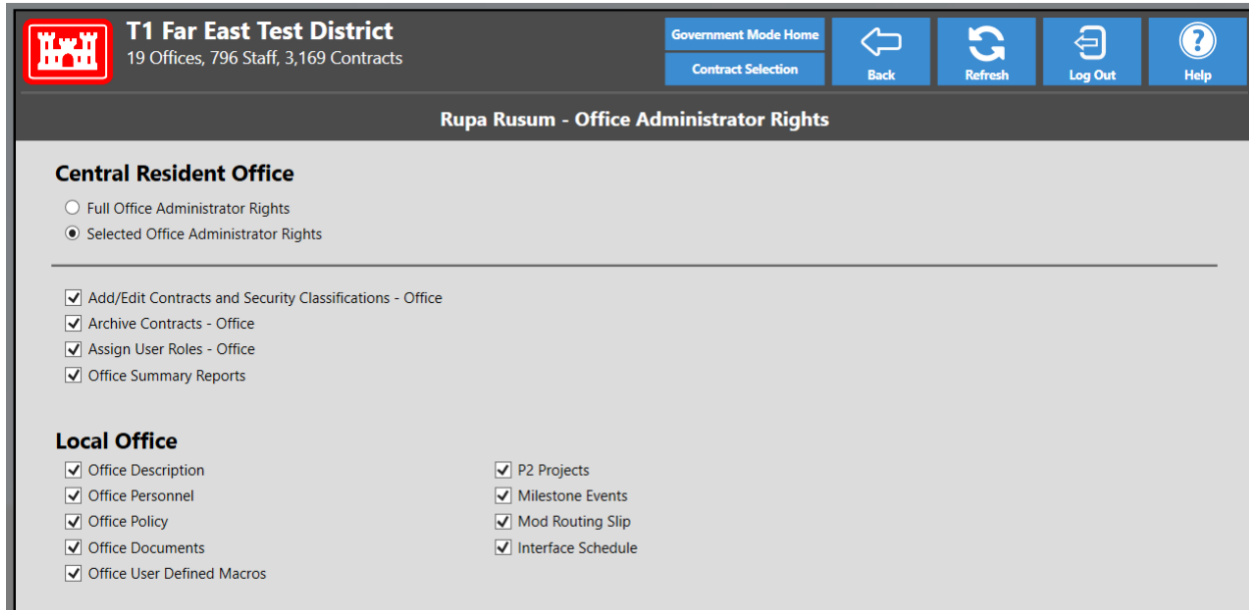 T1 Far East Test District
19 Offices, 796 Staff, 3,169 Contracts
Government Mode Home
Contract Selection
Back
Refresh
Log Out
Help
Rupa Rusum - Office Administrator Rights
Central Resident Office
Full Office Administrator Rights
Selected Office Administrator Rights
Add/Edit Contracts and Security Classifications - Office
Archive Contracts - Office
Assign User Roles - Office
Office Summary Reports
Local Office
Office Description
Office Personnel
Office Policy
Office Documents
Office User Defined Macros
P2 Projects
Milestone Events
Mod Routing Slip
Interface Schedule